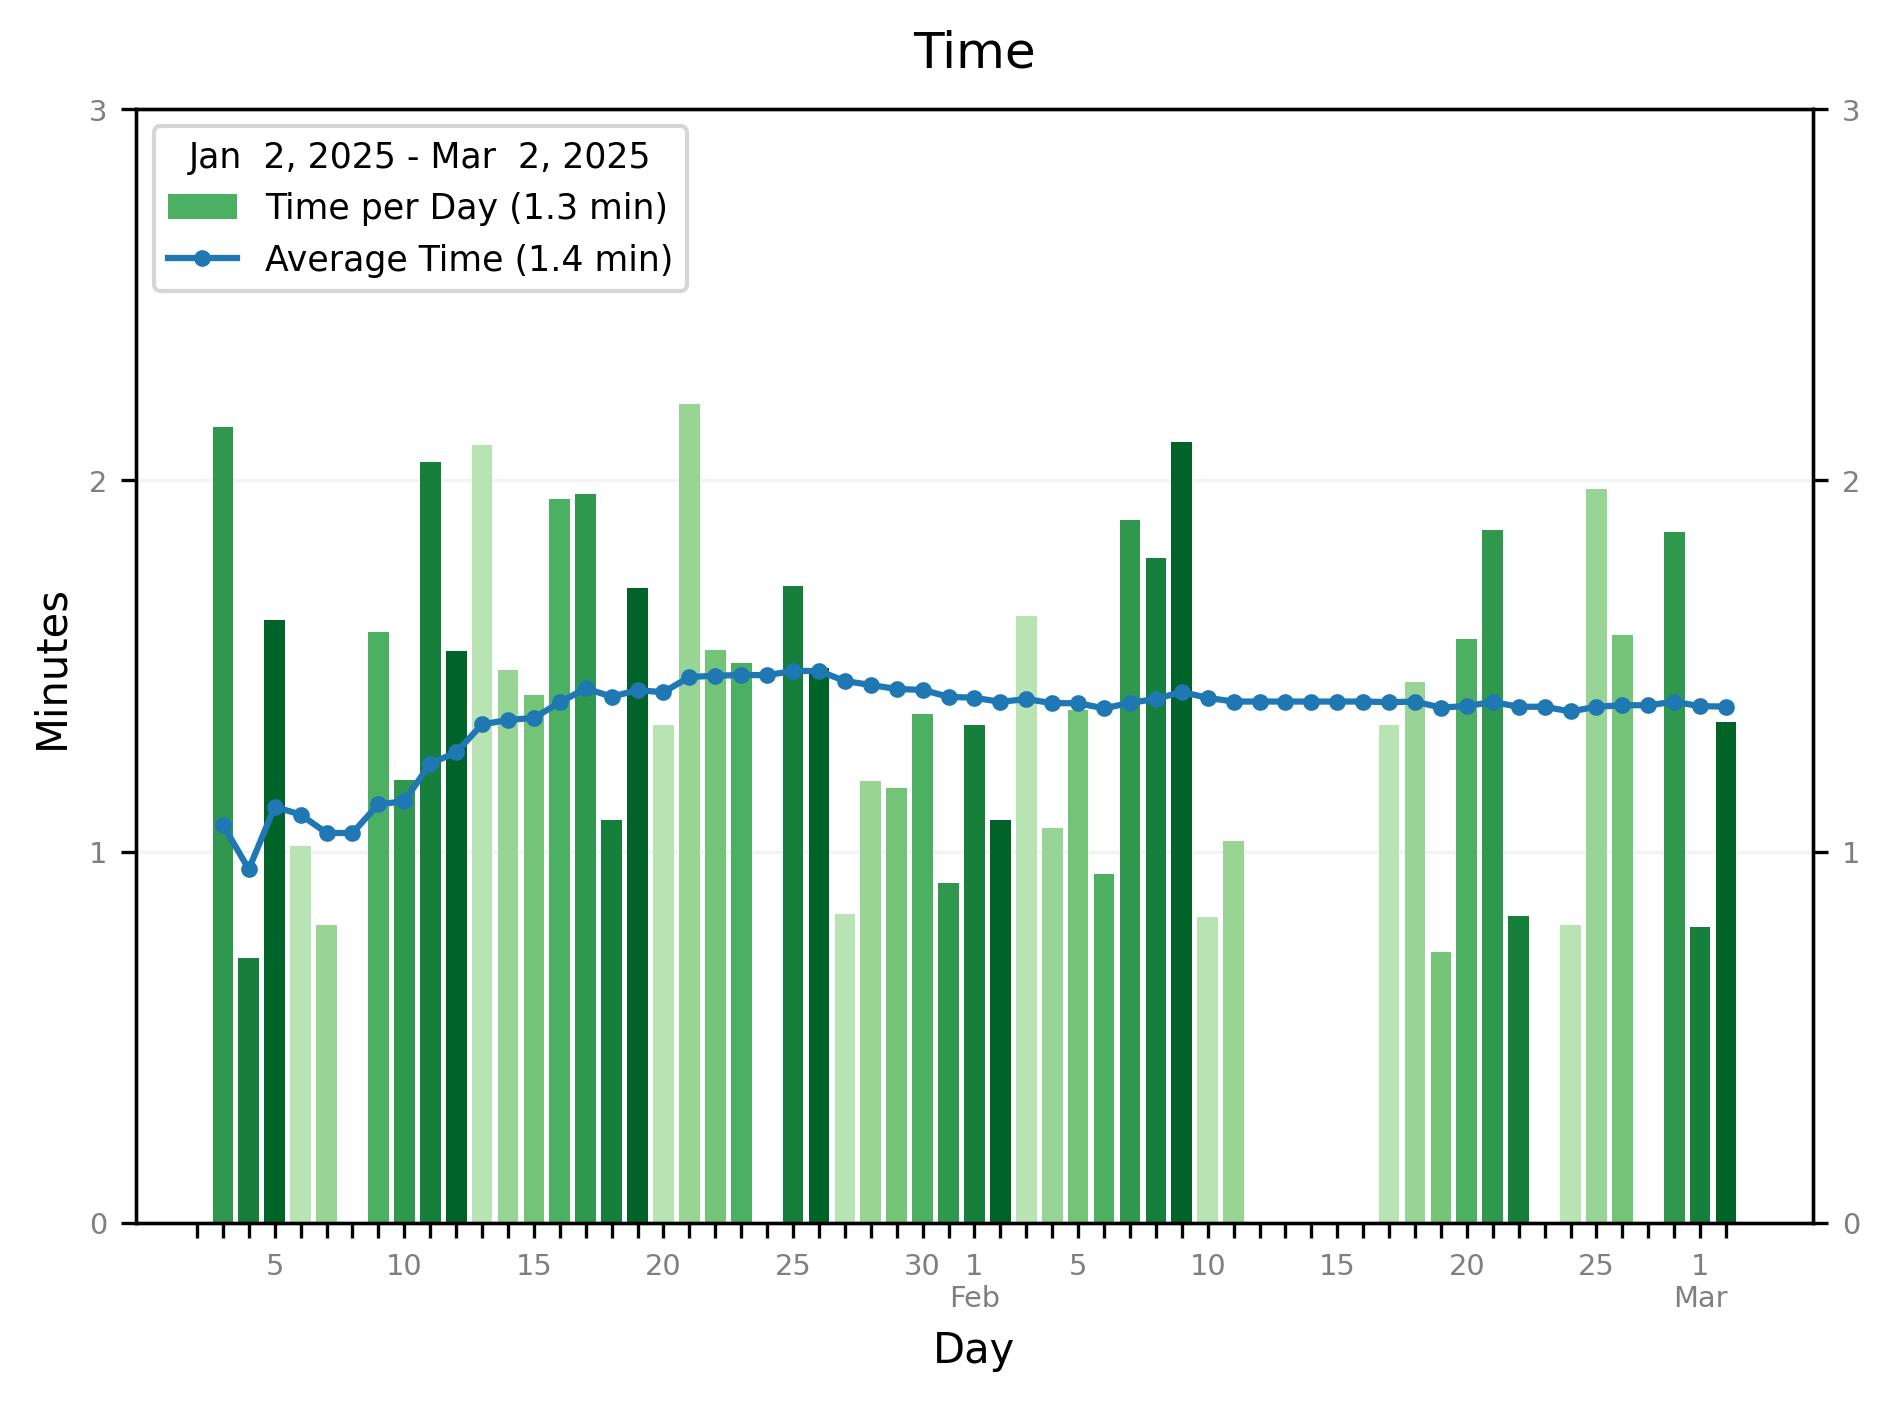 Time
3
3
Jan  2, 2025 - Mar  2, 2025
Time per Day (1.3 min)
Average Time (1.4 min)
2
2
Minutes
1
1
0
0
5 10 15 20 25 30 1 5 10 15 20 25 1
Feb Mar
Day